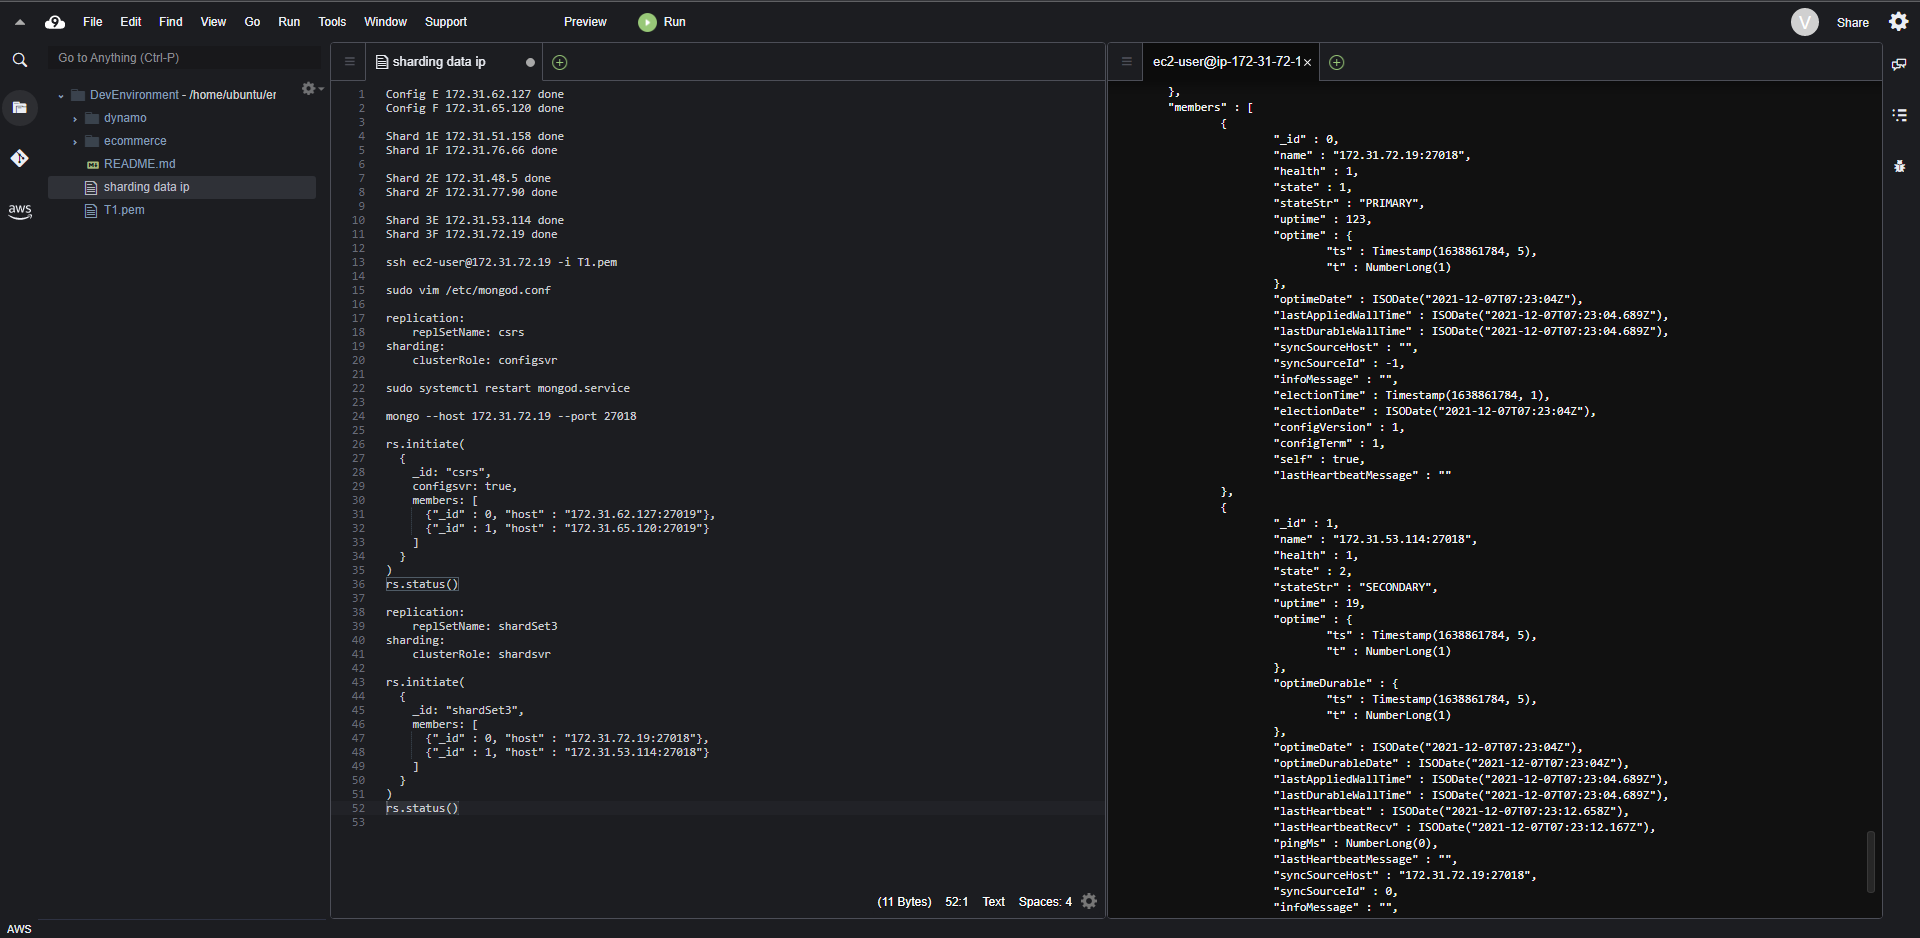 File Edit Find View Go Run Tools Window Support Preview Run V Share
Go to Anything (Ctrl-P)
DevEnvironment - /home/ubuntu/er
dynamo
ecommerce
README.md
sharding data ip
T1.pem
aws
AWS
sharding data ip
1 Config E 172.31.62.127 done
2 Config F 172.31.65.120 done
3
4 Shard 1E 172.31.51.158 done
5 Shard 1F 172.31.76.66 done
6
7 Shard 2E 172.31.48.5 done
8 Shard 2F 172.31.77.90 done
9
10 Shard 3E 172.31.53.114 done
11 Shard 3F 172.31.72.19 done
12
13 ssh ec2-user@172.31.72.19 -i T1.pem
14
15 sudo vim /etc/mongod.conf
16
17 replication:
18     replSetName: csrs
19 sharding:
20     clusterRole: configsvr
21
22 sudo systemctl restart mongod.service
23
24 mongo --host 172.31.72.19 --port 27018
25
26 rs.initiate(
27   {
28     _id: "csrs",
29     configsvr: true,
30     members: [
31       {"_id" : 0, "host" : "172.31.62.127:27019"},
32       {"_id" : 1, "host" : "172.31.65.120:27019"}
33     ]
34   }
35 )
36 rs.status()
37
38 replication:
39     replSetName: shardSet3
40 sharding:
41     clusterRole: shardsvr
42
43 rs.initiate(
44   {
45     _id: "shardSet3",
46     members: [
47       {"_id" : 0, "host" : "172.31.72.19:27018"},
48       {"_id" : 1, "host" : "172.31.53.114:27018"}
49     ]
50   }
51 )
52 rs.status()
53
(11 Bytes) 52:1 Text Spaces: 4
ec2-user@ip-172-31-72-1
},
"members" : [
{
"_id" : 0,
"name" : "172.31.72.19:27018",
"health" : 1,
"state" : 1,
"stateStr" : "PRIMARY",
"uptime" : 123,
"optime" : {
"ts" : Timestamp(1638861784, 5),
"t" : NumberLong(1)
},
"optimeDate" : ISODate("2021-12-07T07:23:04Z"),
"lastAppliedWallTime" : ISODate("2021-12-07T07:23:04.689Z"),
"lastDurableWallTime" : ISODate("2021-12-07T07:23:04.689Z"),
"syncSourceHost" : "",
"syncSourceId" : -1,
"infoMessage" : "",
"electionTime" : Timestamp(1638861784, 1),
"electionDate" : ISODate("2021-12-07T07:23:04Z"),
"configVersion" : 1,
"configTerm" : 1,
"self" : true,
"lastHeartbeatMessage" : ""
},
{
"_id" : 1,
"name" : "172.31.53.114:27018",
"health" : 1,
"state" : 2,
"stateStr" : "SECONDARY",
"uptime" : 19,
"optime" : {
"ts" : Timestamp(1638861784, 5),
"t" : NumberLong(1)
},
"optimeDurable" : {
"ts" : Timestamp(1638861784, 5),
"t" : NumberLong(1)
},
"optimeDate" : ISODate("2021-12-07T07:23:04Z"),
"optimeDurableDate" : ISODate("2021-12-07T07:23:04Z"),
"lastAppliedWallTime" : ISODate("2021-12-07T07:23:04.689Z"),
"lastDurableWallTime" : ISODate("2021-12-07T07:23:04.689Z"),
"lastHeartbeat" : ISODate("2021-12-07T07:23:12.658Z"),
"lastHeartbeatRecv" : ISODate("2021-12-07T07:23:12.167Z"),
"pingMs" : NumberLong(0),
"lastHeartbeatMessage" : "",
"syncSourceHost" : "172.31.72.19:27018",
"syncSourceId" : 0,
"infoMessage" : "",